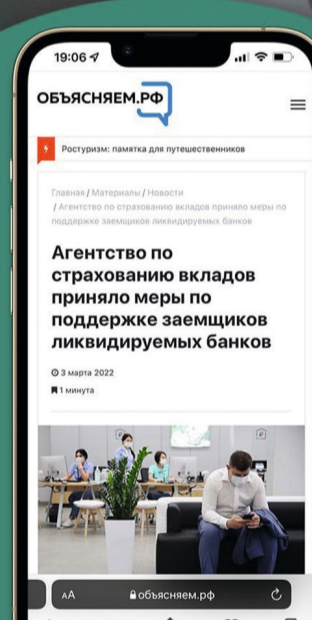 19:06
ОБЪЯСНЯЕМ.РФ
Ростуризм: памятка для путешественников
Главная / Материалы / Новости
/ Агентство по страхованию вкладов приняло меры по
поддержке заемщиков ликвидируемых банков
Агентство по
страхованию вкладов
приняло меры по
поддержке заемщиков
ликвидируемых банков
3 марта 2022
1 минута
АА
объясняем.рф